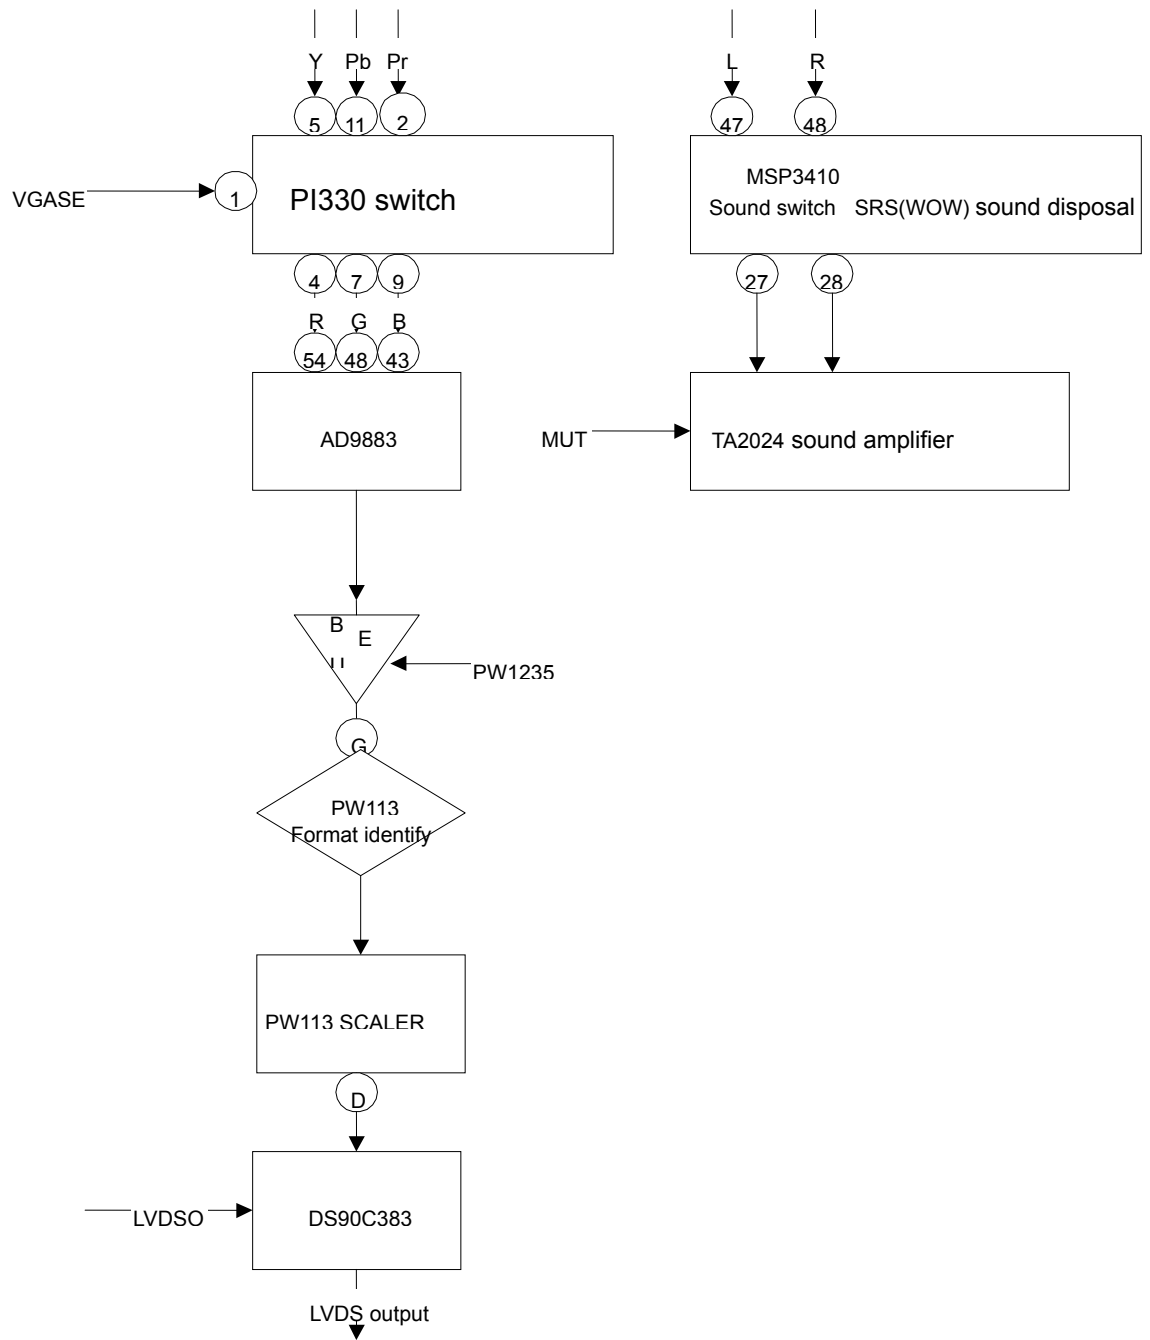 Y Pb Pr L R
5 11 2 47 48
VGASE 1 PI330 switch
MSP3410
Sound switch SRS(WOW) sound disposal
4 7 9 27 28
R G B
54 48 43
AD9883
MUT TA2024 sound amplifier
B E
PW1235
G
PW113
Format identify
PW113 SCALER
D
LVDSO DS90C383
LVDS output